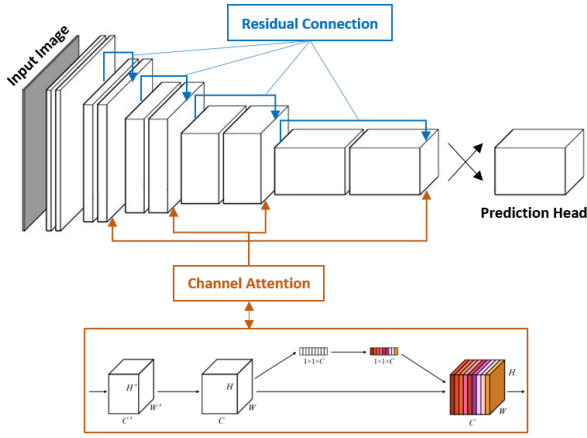 Residual Connection
Input Image
Prediction Head
Channel Attention
1×1×C
1×1×C
H'
W'
C'
H
W
C
H
W
C